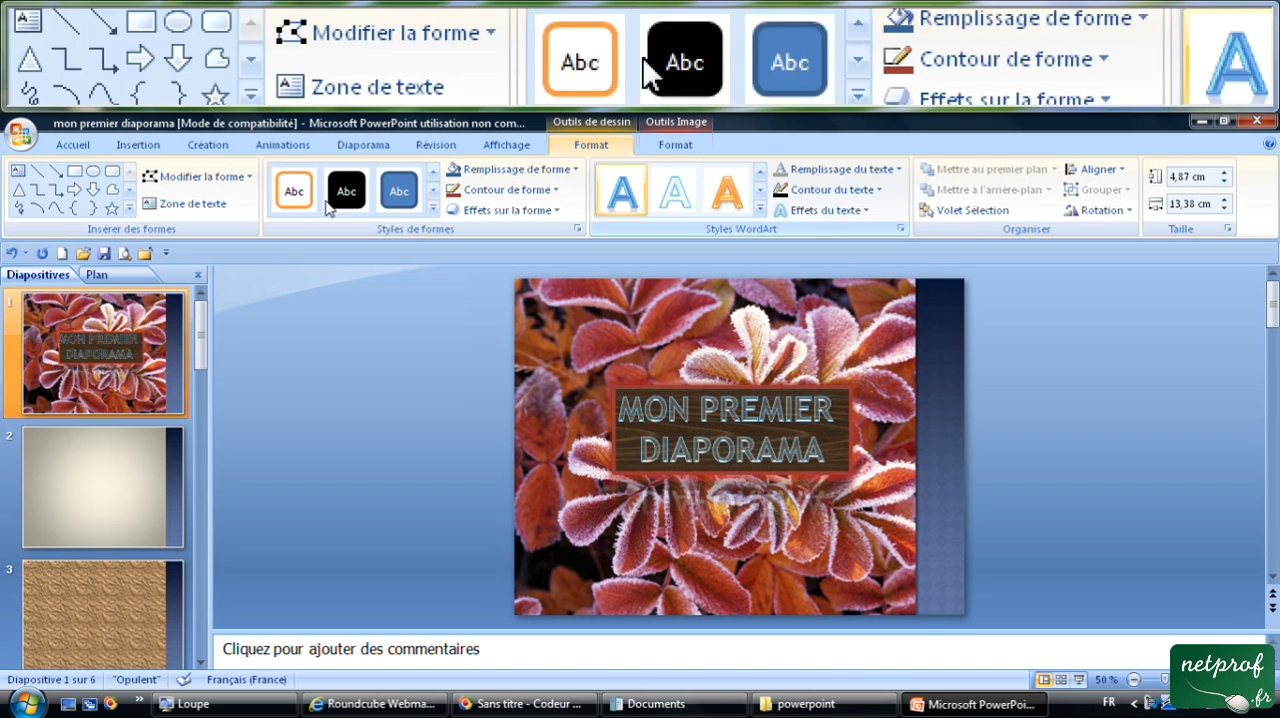 Modifier la forme
Zone de texte
Abc Abc Abc
Remplissage de forme
Contour de forme
Effets sur la forme
A
mon premier diaporama [Mode de compatibilité] - Microsoft PowerPoint utilisation non com...
Outils de dessin Outils Image
Accueil Insertion Création Animations Diaporama Révision Affichage Format Format
Modifier la forme
Zone de texte
Insérer des formes
Abc Abc Abc
Remplissage de forme
Contour de forme
Effets sur la forme
Styles de formes
A A A
Remplissage du texte
Contour du texte
Effets du texte
Styles WordArt
Mettre au premier plan
Mettre à l'arrière-plan
Volet Sélection
Aligner
Grouper
Rotation
Organiser
4,87 cm
13,38 cm
Taille
Diapositives Plan
1
MON PREMIER
DIAPORAMA
2
3
MON PREMIER
DIAPORAMA
Cliquez pour ajouter des commentaires
Diapositive 1 sur 6 "Opulent" Français (France) 50 %
netprof
.fr
Loupe Roundcube Webma... Sans titre - Codeur ... Documents powerpoint Microsoft PowerPoi... FR